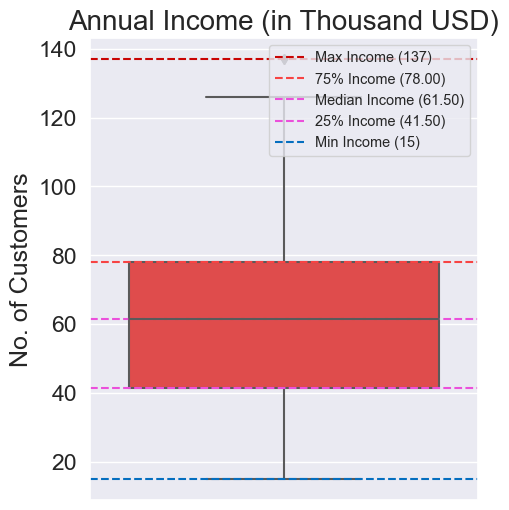 Annual Income (in Thousand USD)
No. of Customers
140
120
100
80
60
40
20
Max Income (137)
75% Income (78.00)
Median Income (61.50)
25% Income (41.50)
Min Income (15)